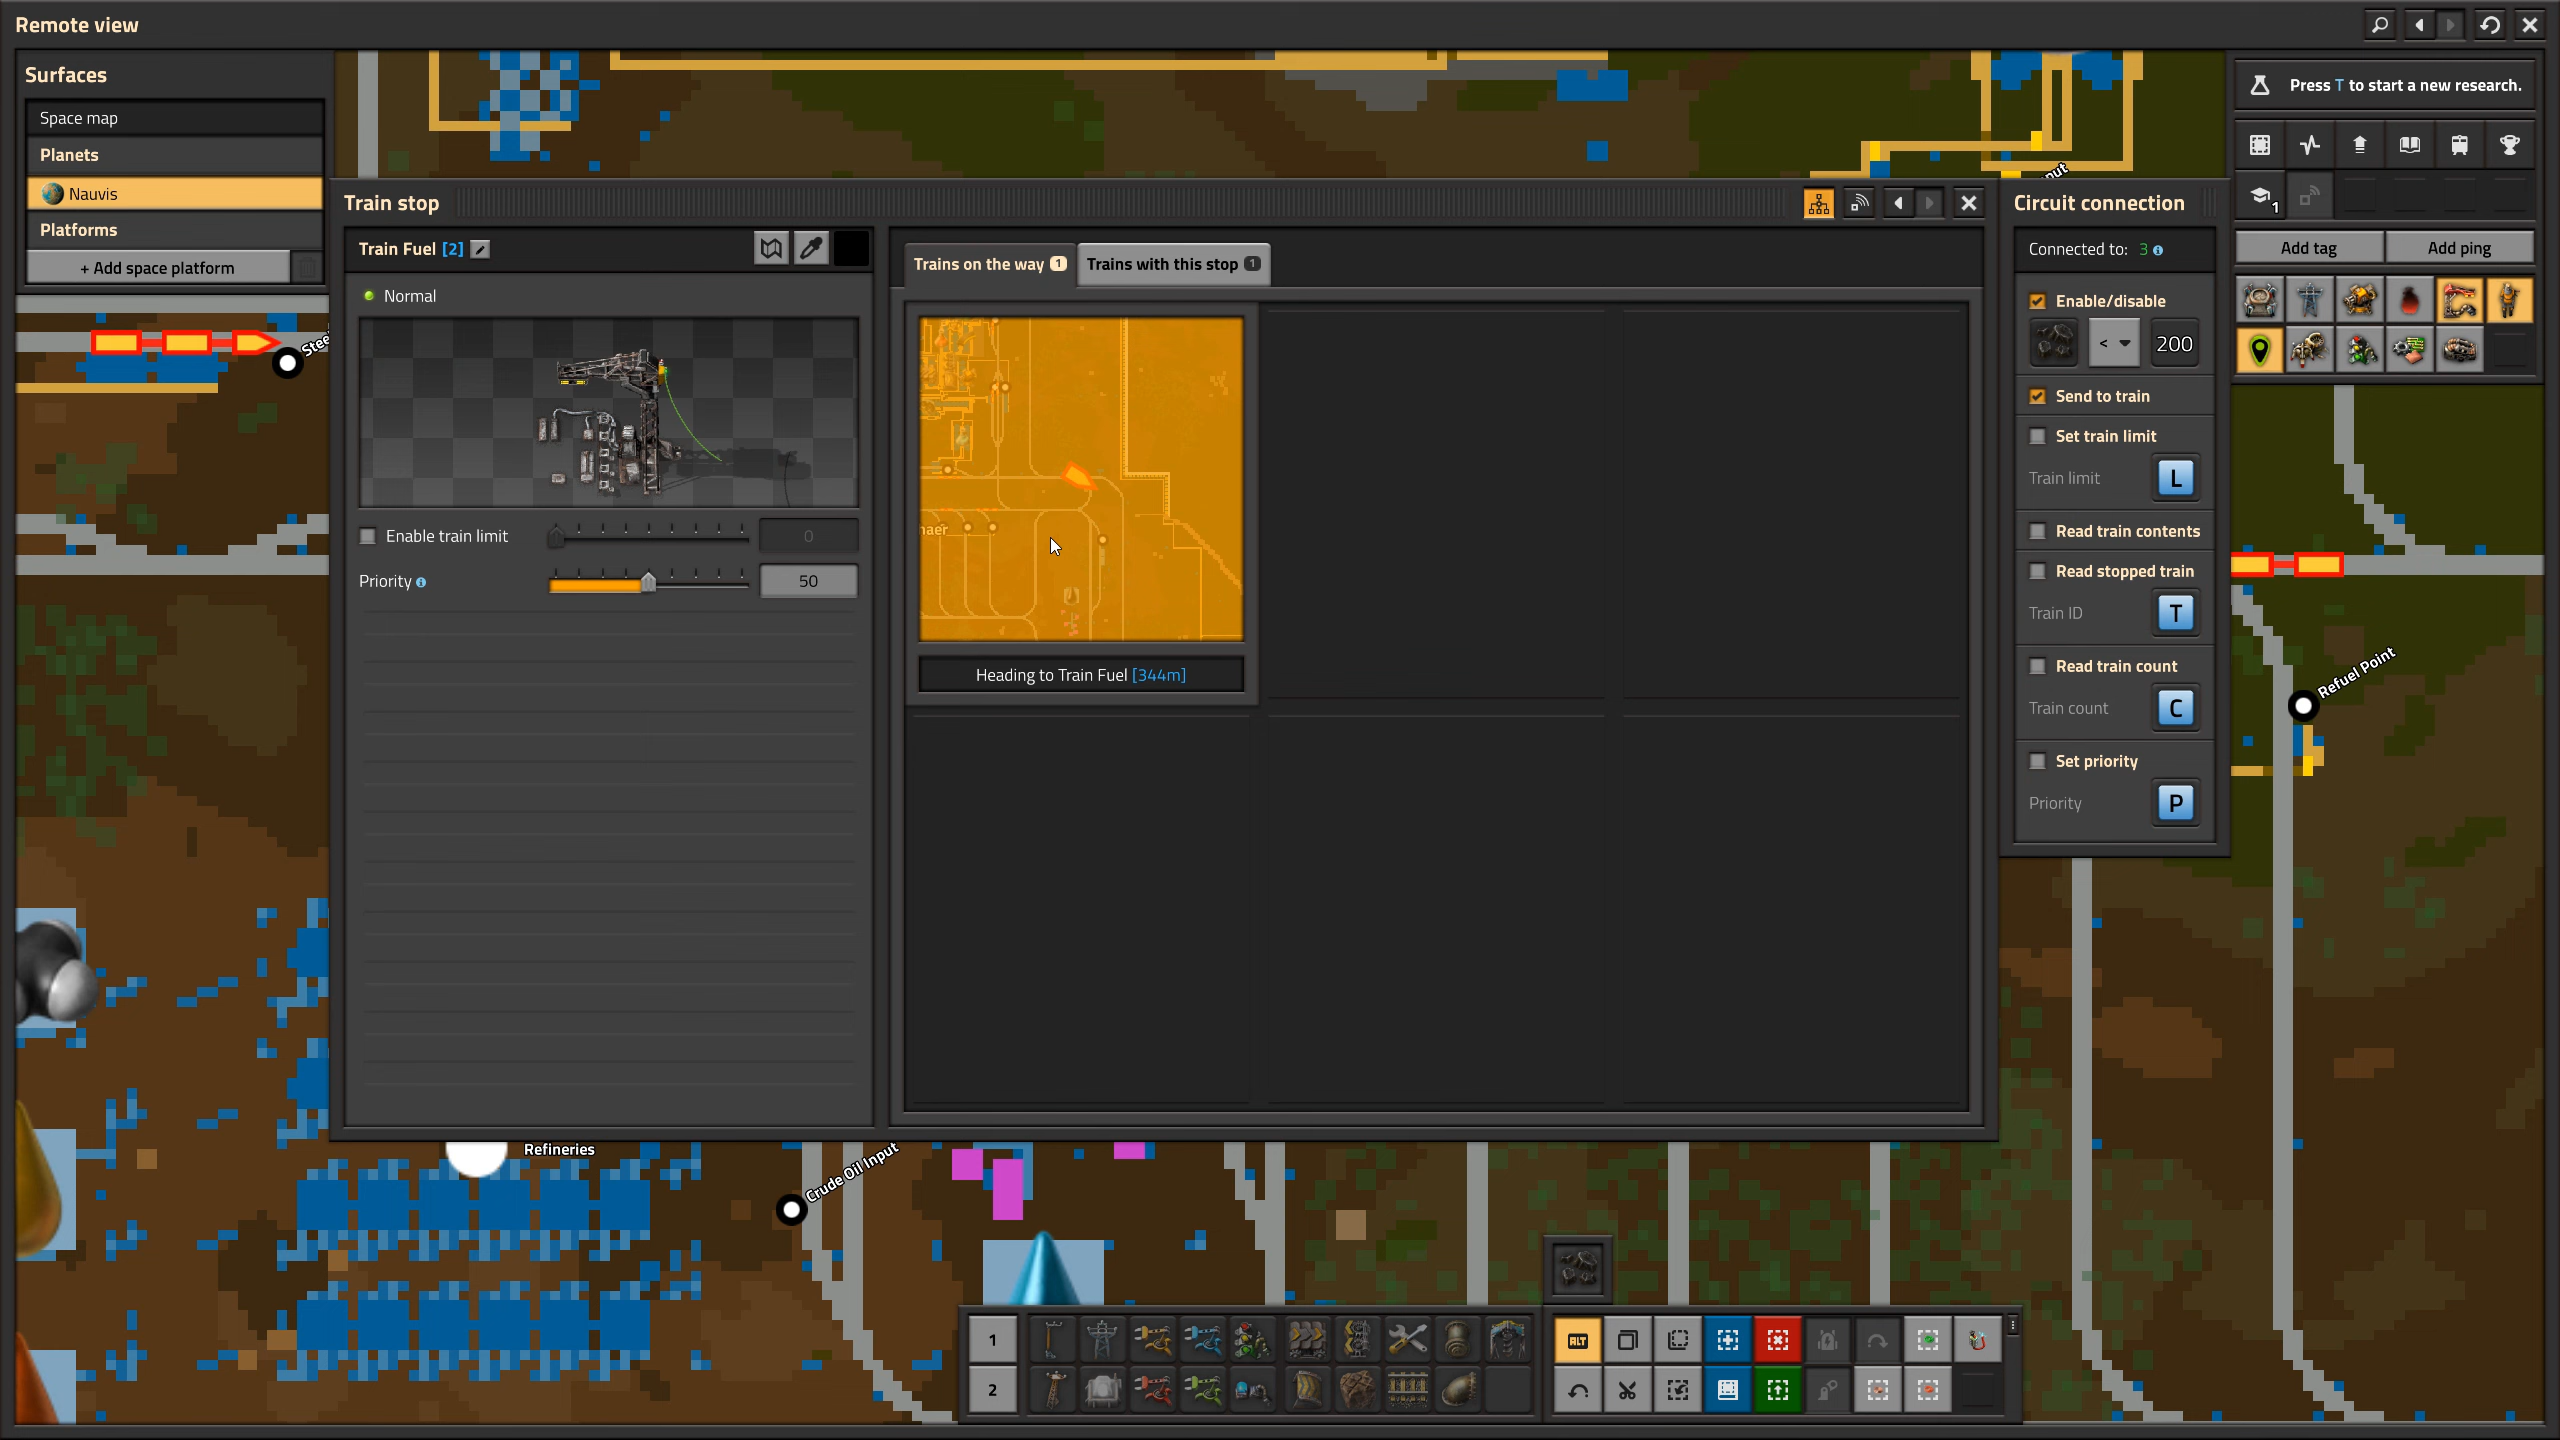 Remote view
Surfaces
Space map
Planets
Nauvis
Platforms
+ Add space platform
Press T to start a new research.
1
Add tag
Add ping
Train stop
Train Fuel [2]
Normal
Enable train limit
0
Priority
50
Trains on the way 1
Trains with this stop 1
Heading to Train Fuel [344m]
Circuit connection
Connected to: 3
Enable/disable
< 200
Send to train
Set train limit
Train limit L
Read train contents
Read stopped train
Train ID T
Read train count
Train count C
Set priority
Priority P
Refuel Point
Refineries
Crude Oil Input
1
ALT
2